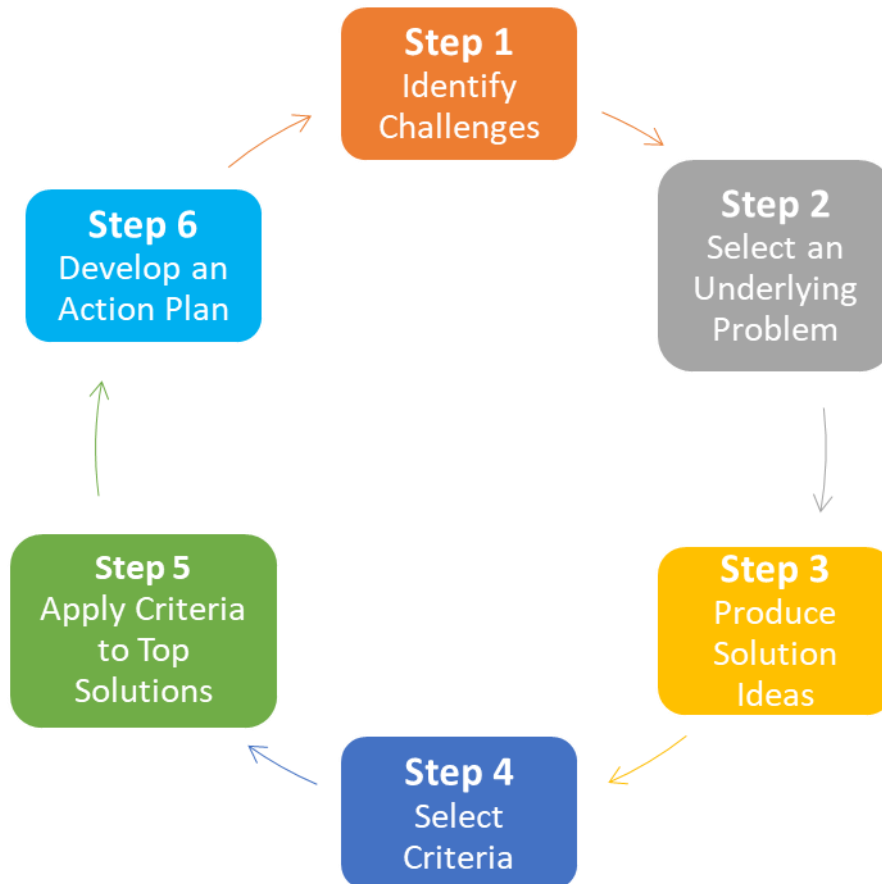 Step 1
Identify
Challenges
Step 2
Select an
Underlying
Problem
Step 3
Produce
Solution
Ideas
Step 4
Select
Criteria
Step 5
Apply Criteria
to Top
Solutions
Step 6
Develop an
Action Plan